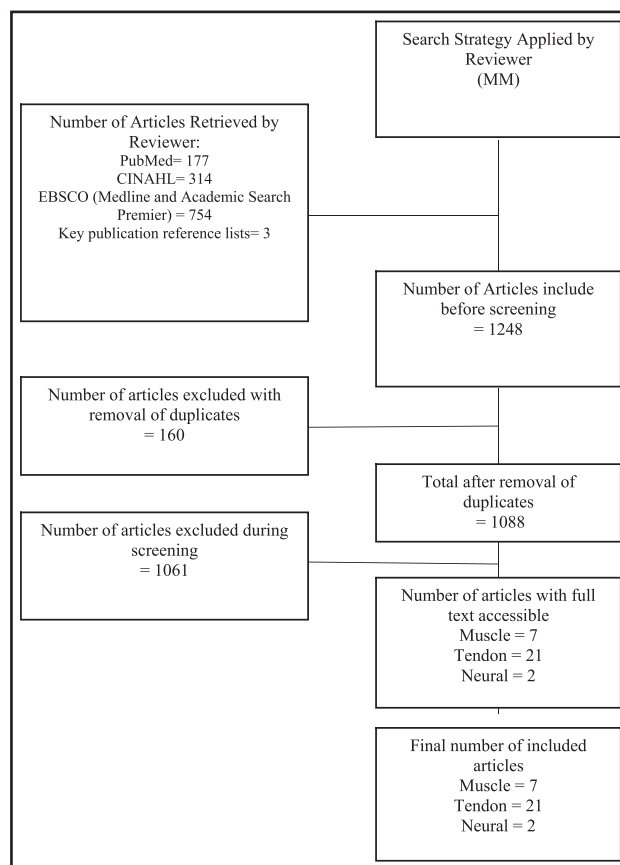 Search Strategy Applied by
Reviewer
(MM)
Number of Articles Retrieved by
Reviewer:
PubMed= 177
CINAHL= 314
EBSCO (Medline and Academic Search
Premier) = 754
Key publication reference lists= 3
Number of Articles include
before screening
= 1248
Number of articles excluded with
removal of duplicates
= 160
Total after removal of
duplicates
= 1088
Number of articles excluded during
screening
= 1061
Number of articles with full
text accessible
Muscle = 7
Tendon = 21
Neural = 2
Final number of included
articles
Muscle = 7
Tendon = 21
Neural = 2